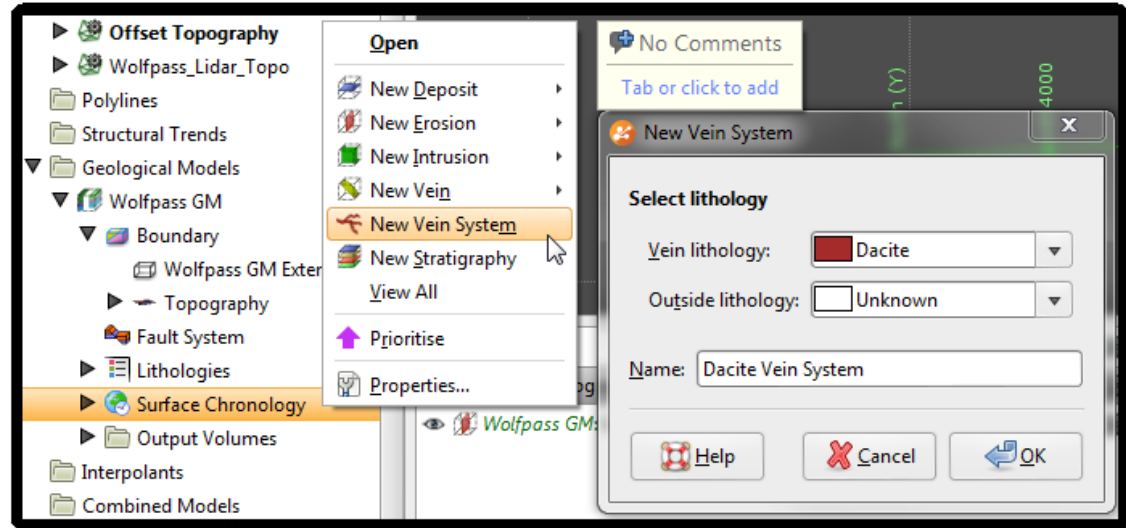 Offset Topography
Wolfpass_Lidar_Topo
Polylines
Structural Trends
Geological Models
Wolfpass GM
Boundary
Wolfpass GM Exter
Topography
Fault System
Lithologies
Surface Chronology
Output Volumes
Interpolants
Combined Models
Open
New Deposit
New Erosion
New Intrusion
New Vein
New Vein System
New Stratigraphy
View All
Prioritise
Properties...
No Comments
Tab or click to add
(Y)
4000
New Vein System
X
Select lithology
Vein lithology: Dacite
Outside lithology: Unknown
Name: Dacite Vein System
Help Cancel OK
Wolfpass GM: